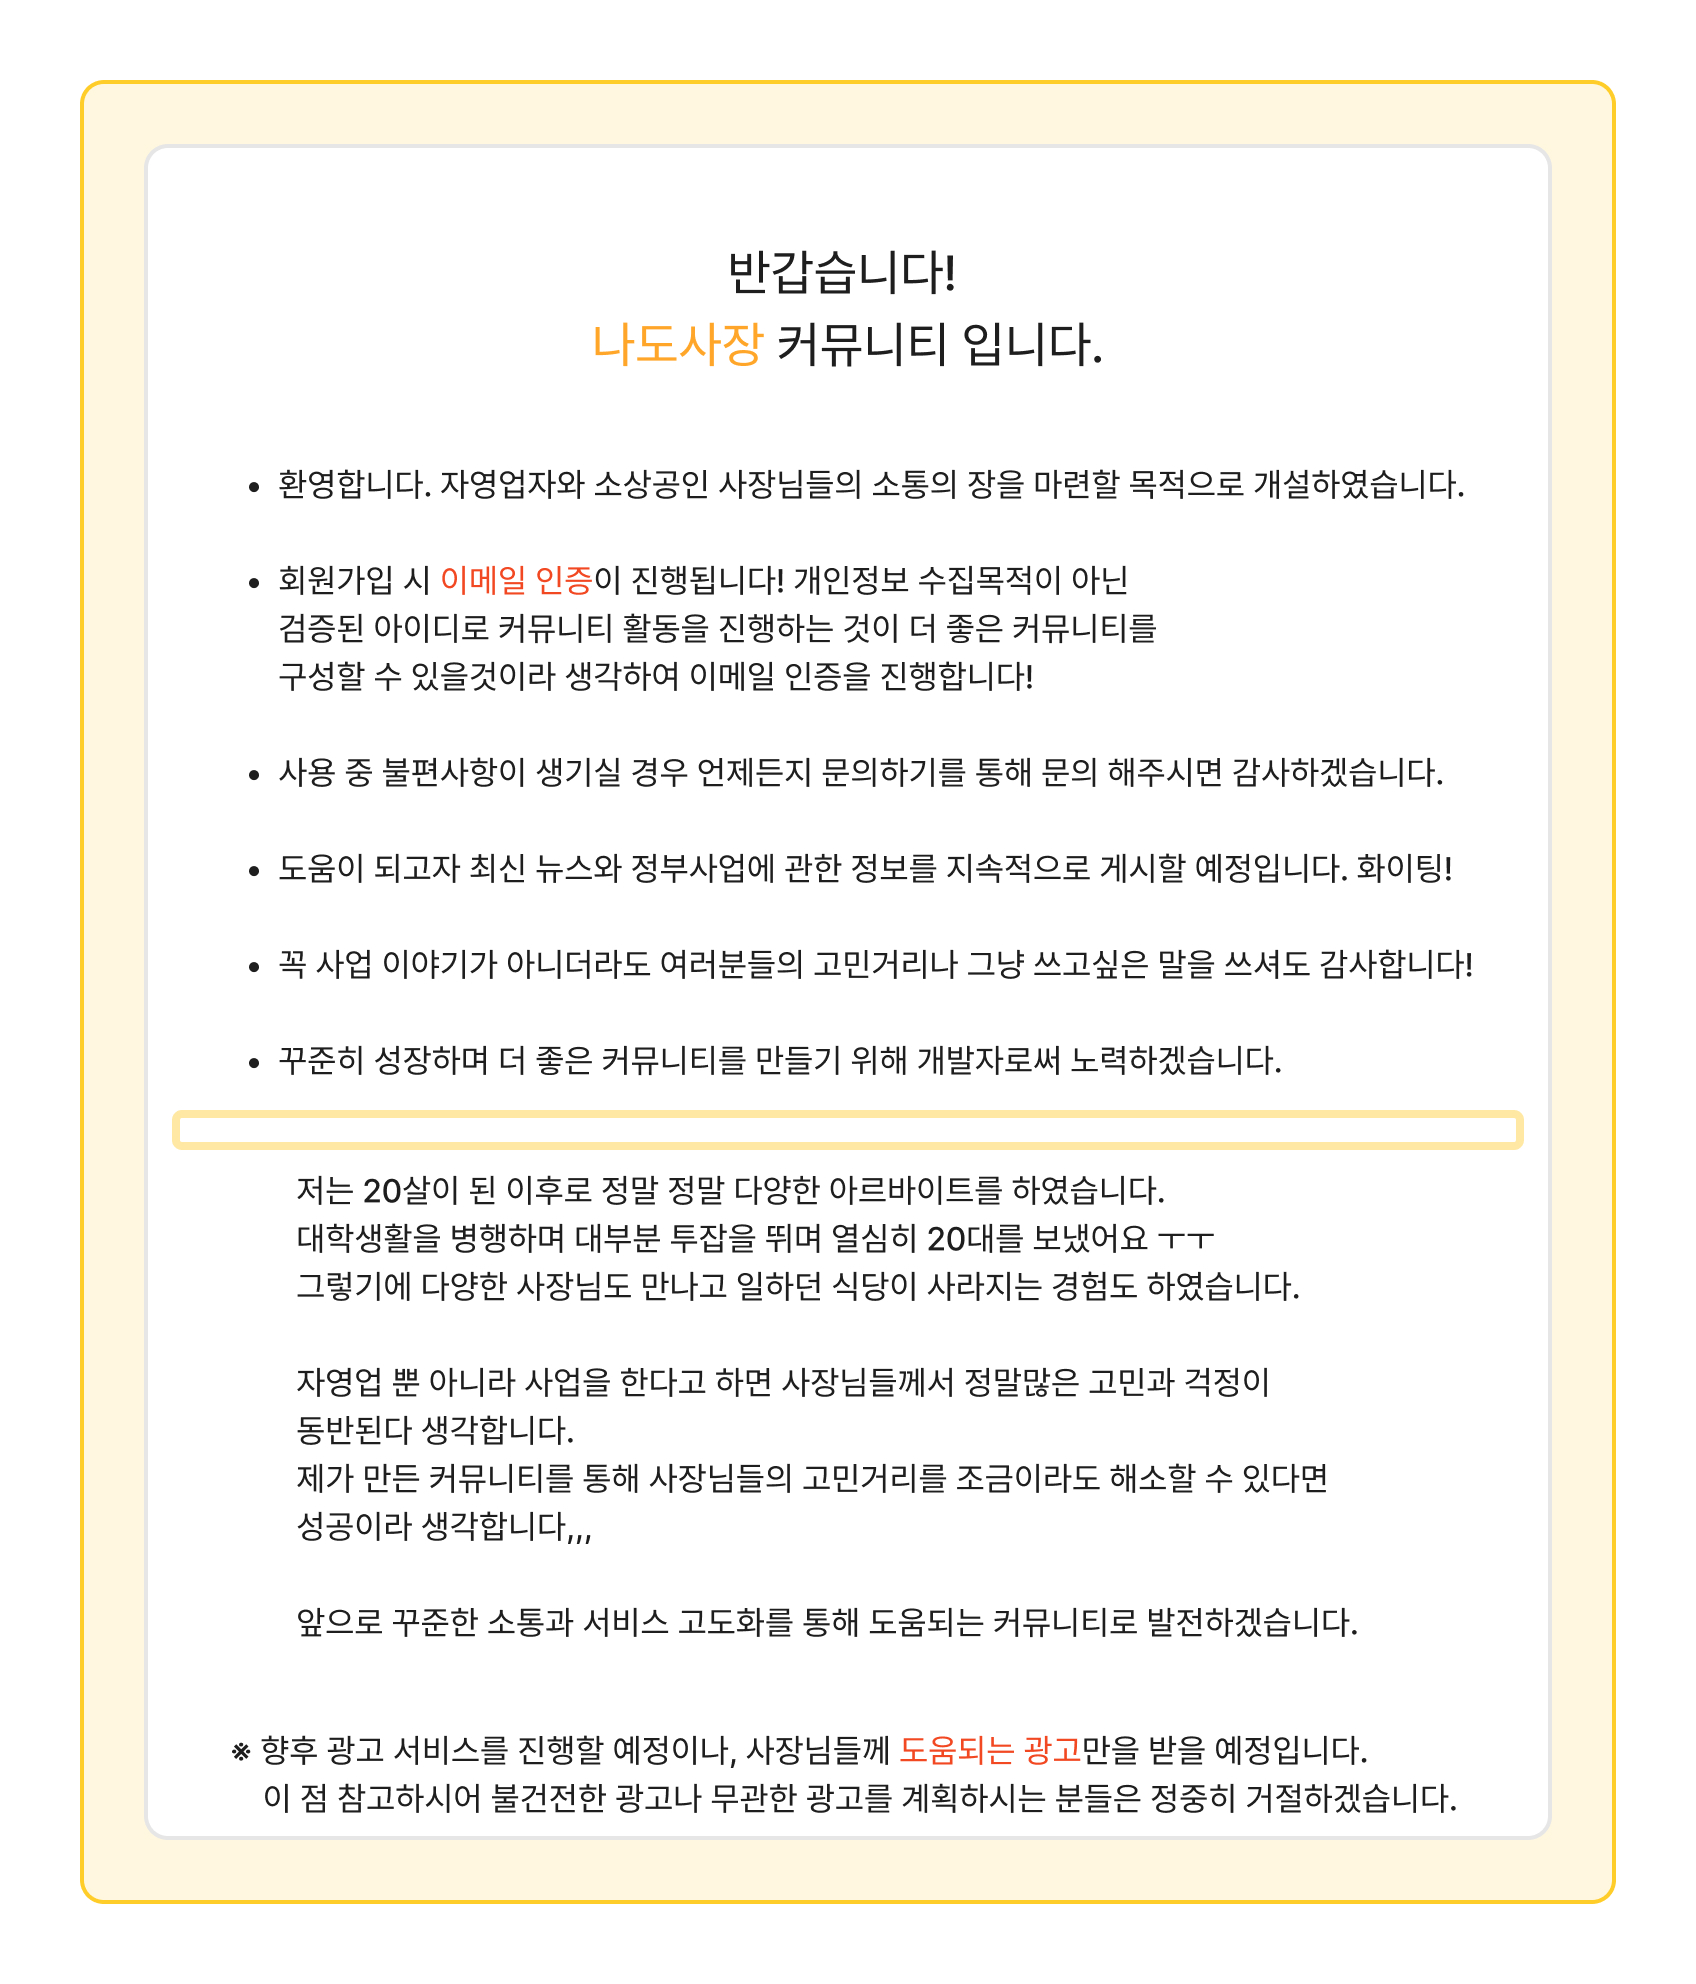 반갑습니다!
나도사장 커뮤니티 입니다.
• 환영합니다. 자영업자와 소상공인 사장님들의 소통의 장을 마련할 목적으로 개설하였습니다.
• 회원가입 시 이메일 인증이 진행됩니다! 개인정보 수집목적이 아닌
검증된 아이디로 커뮤니티 활동을 진행하는 것이 더 좋은 커뮤니티를
구성할 수 있을것이라 생각하여 이메일 인증을 진행합니다!
• 사용 중 불편사항이 생기실 경우 언제든지 문의하기를 통해 문의 해주시면 감사하겠습니다.
• 도움이 되고자 최신 뉴스와 정부사업에 관한 정보를 지속적으로 게시할 예정입니다. 화이팅!
• 꼭 사업 이야기가 아니더라도 여러분들의 고민거리나 그냥 쓰고싶은 말을 쓰셔도 감사합니다!
• 꾸준히 성장하며 더 좋은 커뮤니티를 만들기 위해 개발자로써 노력하겠습니다.
저는 20살이 된 이후로 정말 정말 다양한 아르바이트를 하였습니다.
대학생활을 병행하며 대부분 투잡을 뛰며 열심히 20대를 보냈어요 ㅜㅜ
그렇기에 다양한 사장님도 만나고 일하던 식당이 사라지는 경험도 하였습니다.
자영업 뿐 아니라 사업을 한다고 하면 사장님들께서 정말많은 고민과 걱정이
동반된다 생각합니다.
제가 만든 커뮤니티를 통해 사장님들의 고민거리를 조금이라도 해소할 수 있다면
성공이라 생각합니다,,,
앞으로 꾸준한 소통과 서비스 고도화를 통해 도움되는 커뮤니티로 발전하겠습니다.
※ 향후 광고 서비스를 진행할 예정이나, 사장님들께 도움되는 광고만을 받을 예정입니다.
이 점 참고하시어 불건전한 광고나 무관한 광고를 계획하시는 분들은 정중히 거절하겠습니다.